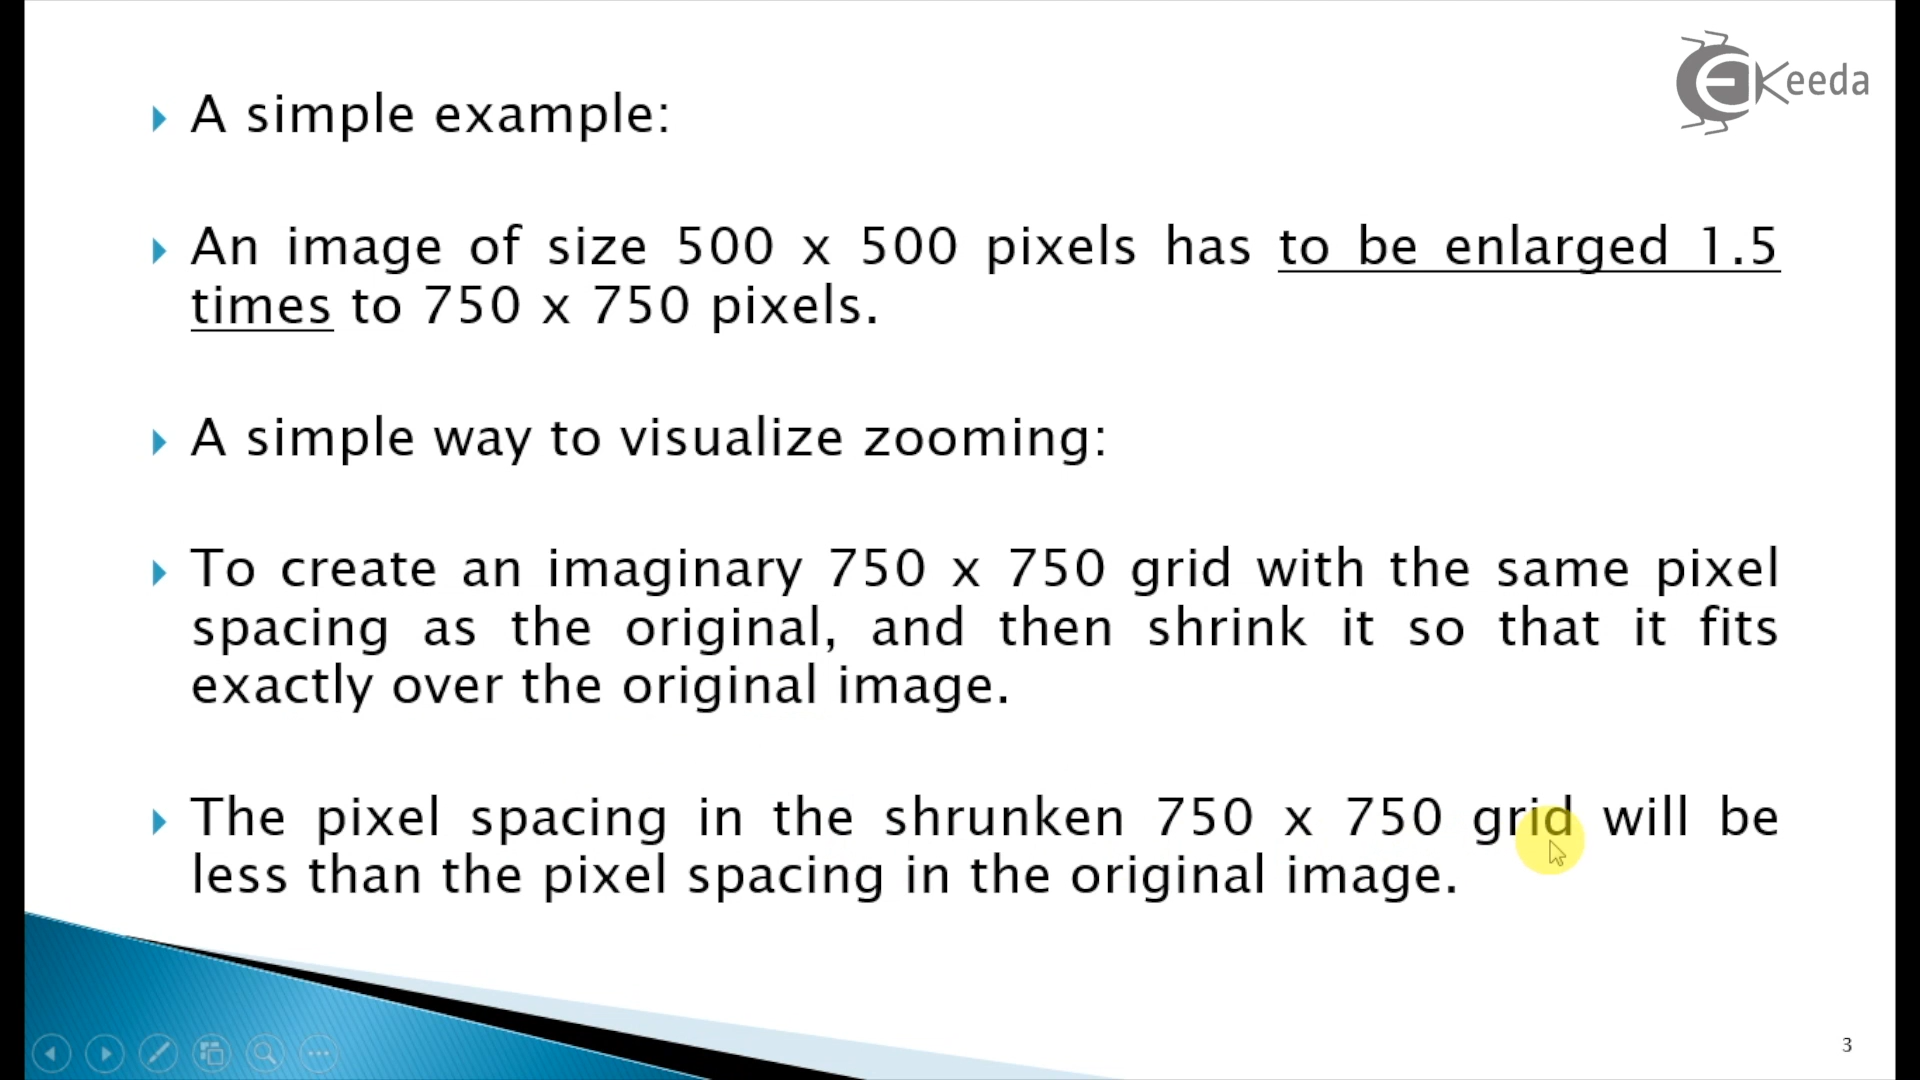 EKeeda
A simple example:
An image of size 500 x 500 pixels has to be enlarged 1.5
times to 750 x 750 pixels.
A simple way to visualize zooming:
To create an imaginary 750 x 750 grid with the same pixel
spacing as the original, and then shrink it so that it fits
exactly over the original image.
The pixel spacing in the shrunken 750 x 750 grid will be
less than the pixel spacing in the original image.
3